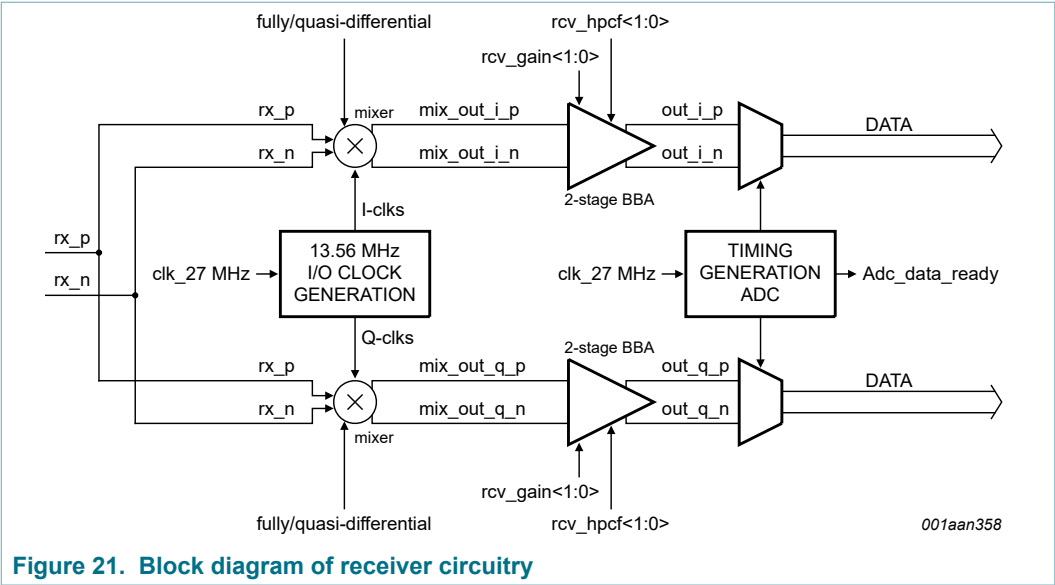 fully/quasi-differential
rcv_hpcf<1:0>
rcv_gain<1:0>
rx_p
mixer
mix_out_i_p
out_i_p
DATA
rx_n
mix_out_i_n
out_i_n
2-stage BBA
I-clks
rx_p
rx_n
clk_27 MHz
13.56 MHz
I/O CLOCK
GENERATION
clk_27 MHz
TIMING
GENERATION
ADC
Adc_data_ready
Q-clks
2-stage BBA
rx_p
mix_out_q_p
out_q_p
DATA
rx_n
mix_out_q_n
out_q_n
mixer
rcv_gain<1:0>
fully/quasi-differential
rcv_hpcf<1:0>
001aan358
Figure 21. Block diagram of receiver circuitry